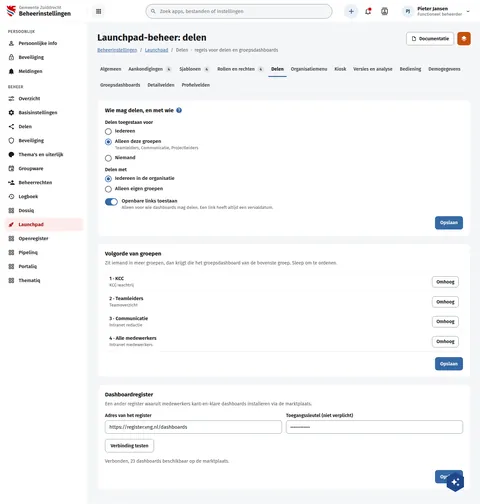 Gemeente Zuiddrecht
Beheerinstellingen
Zoek apps, bestanden of instellingen
Pieter Jansen
Functioneel beheerder
PERSOONLIJK
Persoonlijke info
Beveiliging
Meldingen
BEHEER
Overzicht
Basisinstellingen
Delen
Beveiliging
Thema's en uiterlijk
Groupware
Beheerrechten
Logboek
Dossiq
Launchpad
Openregister
Pipelinq
Portaliq
Thematiq
Launchpad-beheer: delen
Beheerinstellingen / Launchpad / Delen - regels voor delen en groepsdashboards
Documentatie
Algemeen Aankondigingen Sjablonen Rollen en rechten Delen Organisatiemenu Kiosk Versies en analyse Bediening Demogegevens
Groepsdashboards Detailvelden Profielvelden
Wie mag delen, en met wie
Delen toegestaan voor
Iedereen
Alleen deze groepen
Teamleiders, Communicatie, Projectleiders
Niemand
Delen met
Iedereen in de organisatie
Alleen eigen groepen
Openbare links toestaan
Alleen voor wie dashboards mag delen. Een link heeft altijd een einddatum.
Opslaan
Volgorde van groepen
Zit iemand in meer groepen, dan krijgt die het groepsdashboard van de bovenste groep. Sleep om te ordenen.
1 - KCC
KCC-wachtrij
Omhoog
2 - Teamleiders
Teamoverzicht
Omhoog
3 - Communicatie
Intranet redactie
Omhoog
4 - Alle medewerkers
Intranet medewerkers
Omhoog
Opslaan
Dashboardregister
Een ander register waaruit medewerkers kant-en-klare dashboards installeren via de marktplaats.
Adres van het register
Toegangssleutel (niet verplicht)
https://register.vng.nl/dashboards
Verbinding testen
Verbonden, 23 dashboards beschikbaar op de marktplaats.